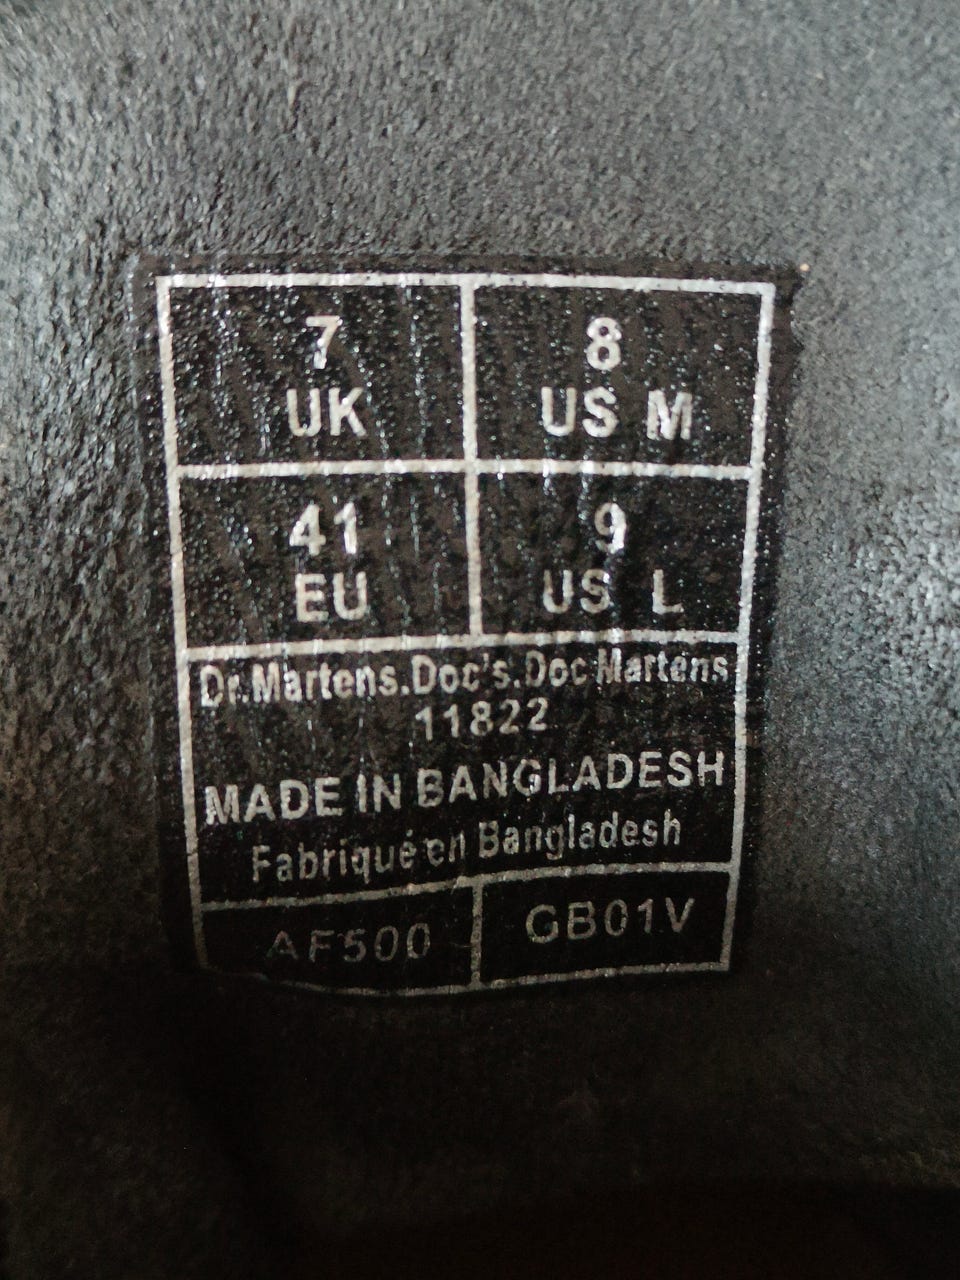 7 8
UK US M
41 9
EU US L
Dr.Martens.Doc's.Doc Martens
11822
MADE IN BANGLADESH
Fabriqué en Bangladesh
AF500 GB01V